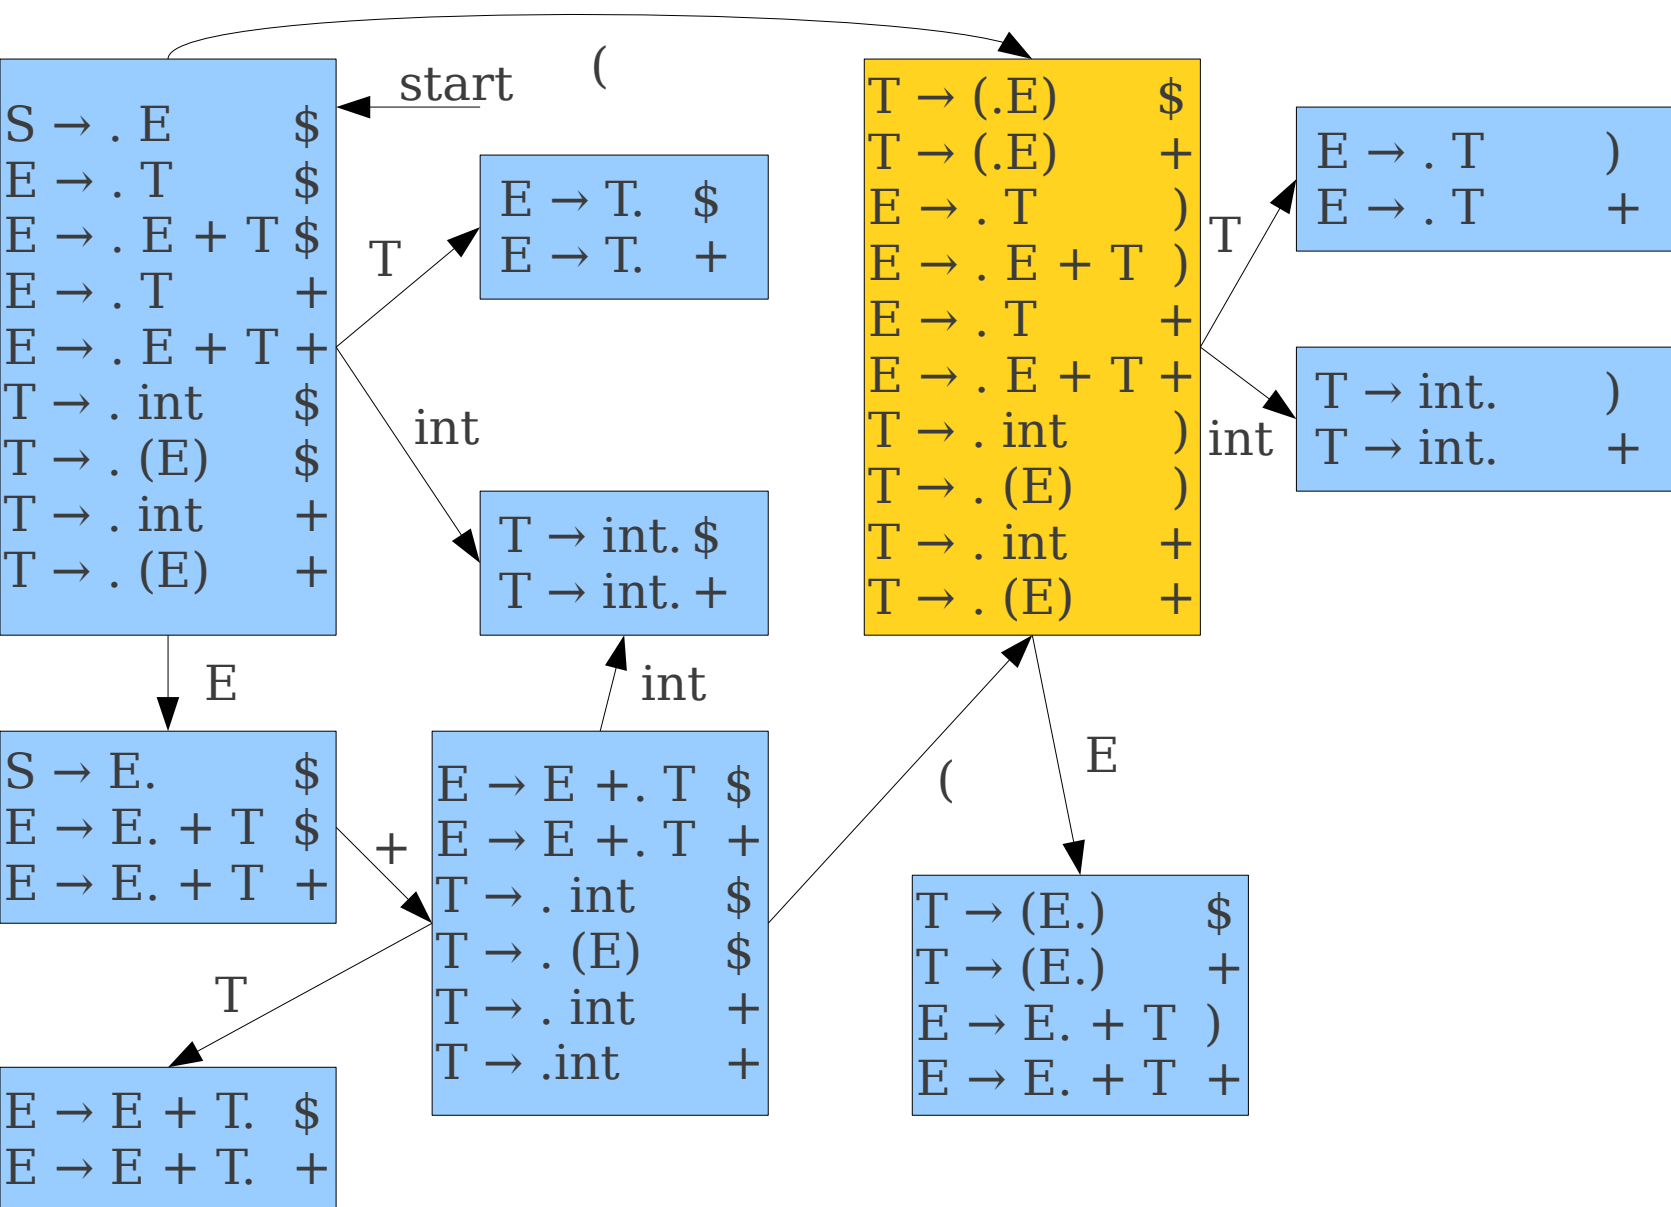 (
start
S → . E $
E → . T $
E → . E + T $
E → . T +
E → . E + T +
T → . int $
T → . (E) $
T → . int +
T → . (E) +
T
E → T. $
E → T. +
int
T → int. $
T → int. +
T → (.E) $
T → (.E) +
E → . T )
E → . E + T )
E → . T +
E → . E + T +
T → . int )
T → . (E) )
T → . int +
T → . (E) +
T
E → . T )
E → . T +
int
T → int. )
T → int. +
E
int
S → E. $
E → E. + T $
E → E. + T +
+
E → E +. T $
E → E +. T +
T → . int $
T → . (E) $
T → . int +
T → .int +
(
E
T → (E.) $
T → (E.) +
E → E. + T )
E → E. + T +
T
E → E + T. $
E → E + T. +